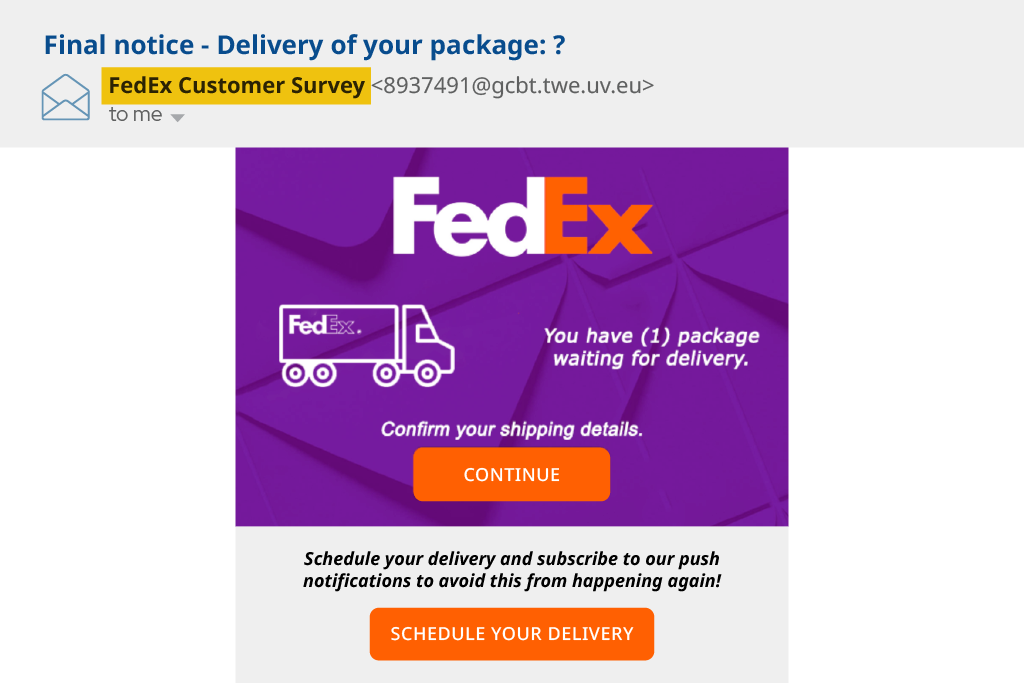 Final notice - Delivery of your package: ?
FedEx Customer Survey <8937491@gcbt.twe.uv.eu>
to me
FedEx
FedEx.
You have (1) package
waiting for delivery.
Confirm your shipping details.
CONTINUE
Schedule your delivery and subscribe to our push
notifications to avoid this from happening again!
SCHEDULE YOUR DELIVERY